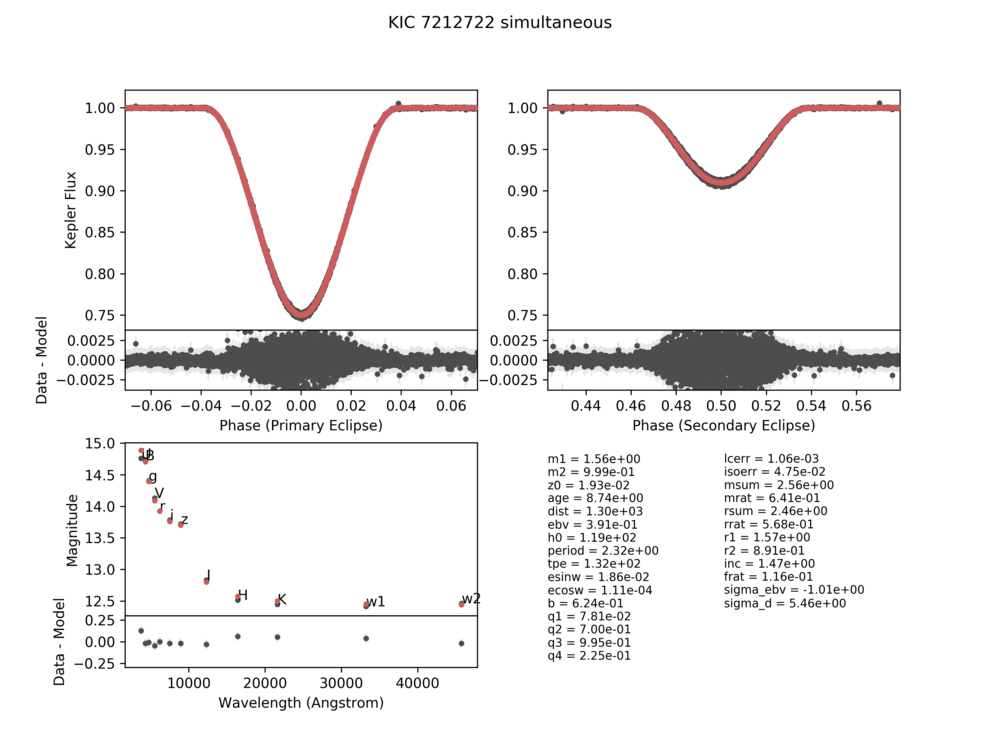 KIC 7212722 simultaneous
1.00
0.95
0.90
0.85
0.80
0.75
Kepler Flux
0.0025
0.0000
−0.0025
Data - Model
−0.06 −0.04 −0.02 0.00 0.02 0.04 0.06
Phase (Primary Eclipse)
1.00
0.95
0.90
0.85
0.80
0.75
0.0025
0.0000
−0.0025
0.44 0.46 0.48 0.50 0.52 0.54 0.56
Phase (Secondary Eclipse)
15.0
14.5
14.0
13.5
13.0
12.5
Magnitude
B
g
V
r
i
z
J
H
K
w1
w2
0.25
0.00
−0.25
Data - Model
10000 20000 30000 40000
Wavelength (Angstrom)
m1 = 1.56e+00
m2 = 9.99e-01
z0 = 1.93e-02
age = 8.74e+00
dist = 1.30e+03
ebv = 3.91e-01
h0 = 1.19e+02
period = 2.32e+00
tpe = 1.32e+02
esinw = 1.86e-02
ecosw = 1.11e-04
b = 6.24e-01
q1 = 7.81e-02
q2 = 7.00e-01
q3 = 9.95e-01
q4 = 2.25e-01
lcerr = 1.06e-03
isoerr = 4.75e-02
msum = 2.56e+00
mrat = 6.41e-01
rsum = 2.46e+00
rrat = 5.68e-01
r1 = 1.57e+00
r2 = 8.91e-01
inc = 1.47e+00
frat = 1.16e-01
sigma_ebv = -1.01e+00
sigma_d = 5.46e+00